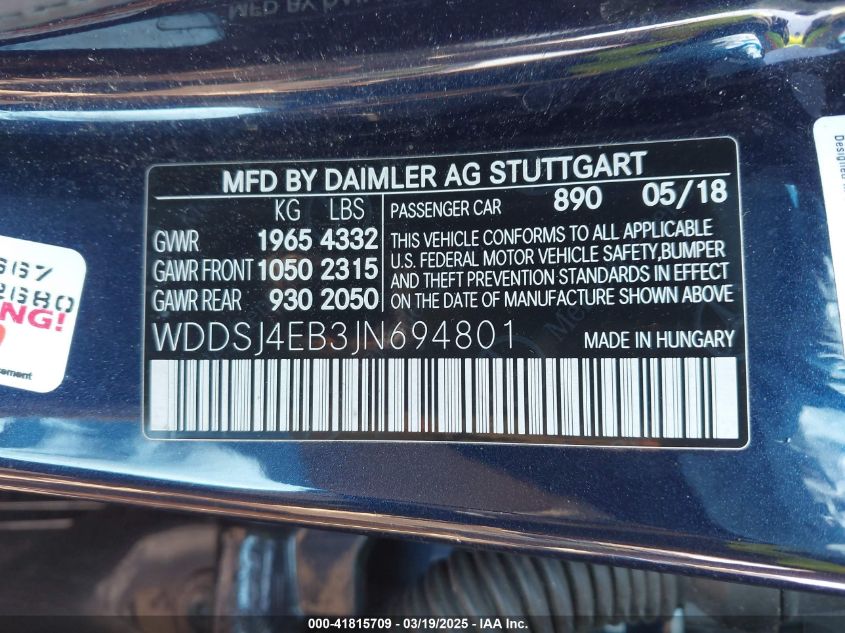 MFD BY DAIMLER AG STUTTGART
KG LBS
GVWR 1965 4332
GAWR FRONT 1050 2315
GAWR REAR 930 2050
PASSENGER CAR 890 05/18
THIS VEHICLE CONFORMS TO ALL APPLICABLE
U.S. FEDERAL MOTOR VEHICLE SAFETY,BUMPER
AND THEFT PREVENTION STANDARDS IN EFFECT
ON THE DATE OF MANUFACTURE SHOWN ABOVE
WDDSJ4EB3JN694801
MADE IN HUNGARY
Designed
000-41815709 - 03/19/2025 - IAA Inc.